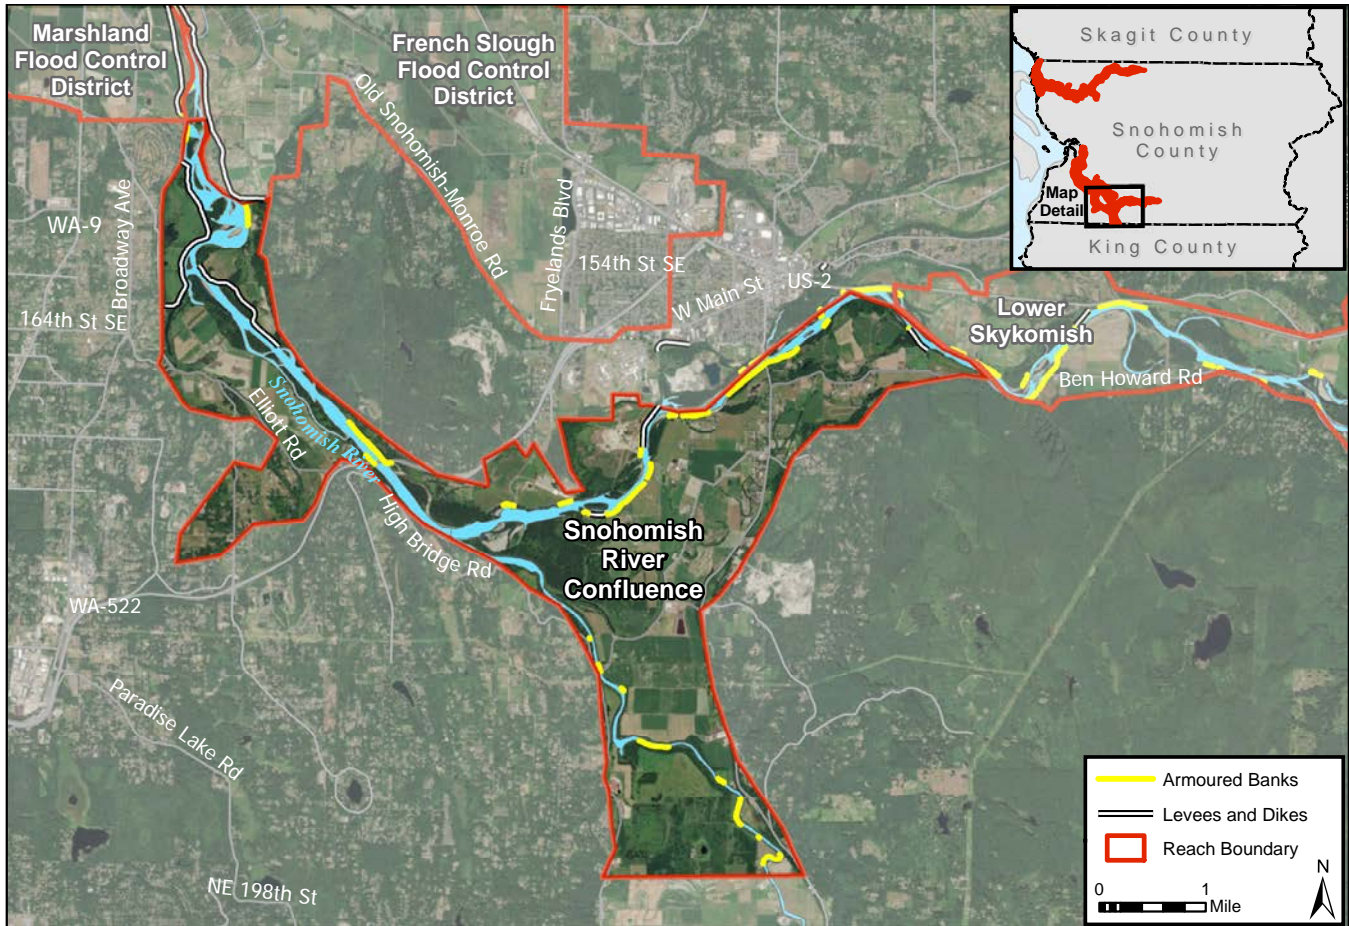 Marshland
Flood Control
District
French Slough
Flood Control
District
Old Snohomish-Monroe Rd
Fryelands Blvd
WA-9
Broadway Ave
164th St SE
154th St SE
W Main St
US-2
Lower
Skykomish
Ben Howard Rd
Snohomish River
Elliott Rd
High Bridge Rd
Snohomish
River
Confluence
WA-522
Paradise Lake Rd
NE 198th St
Skagit County
Snohomish
County
Map
Detail
King County
Armoured Banks
Levees and Dikes
Reach Boundary
0 1
Mile
N